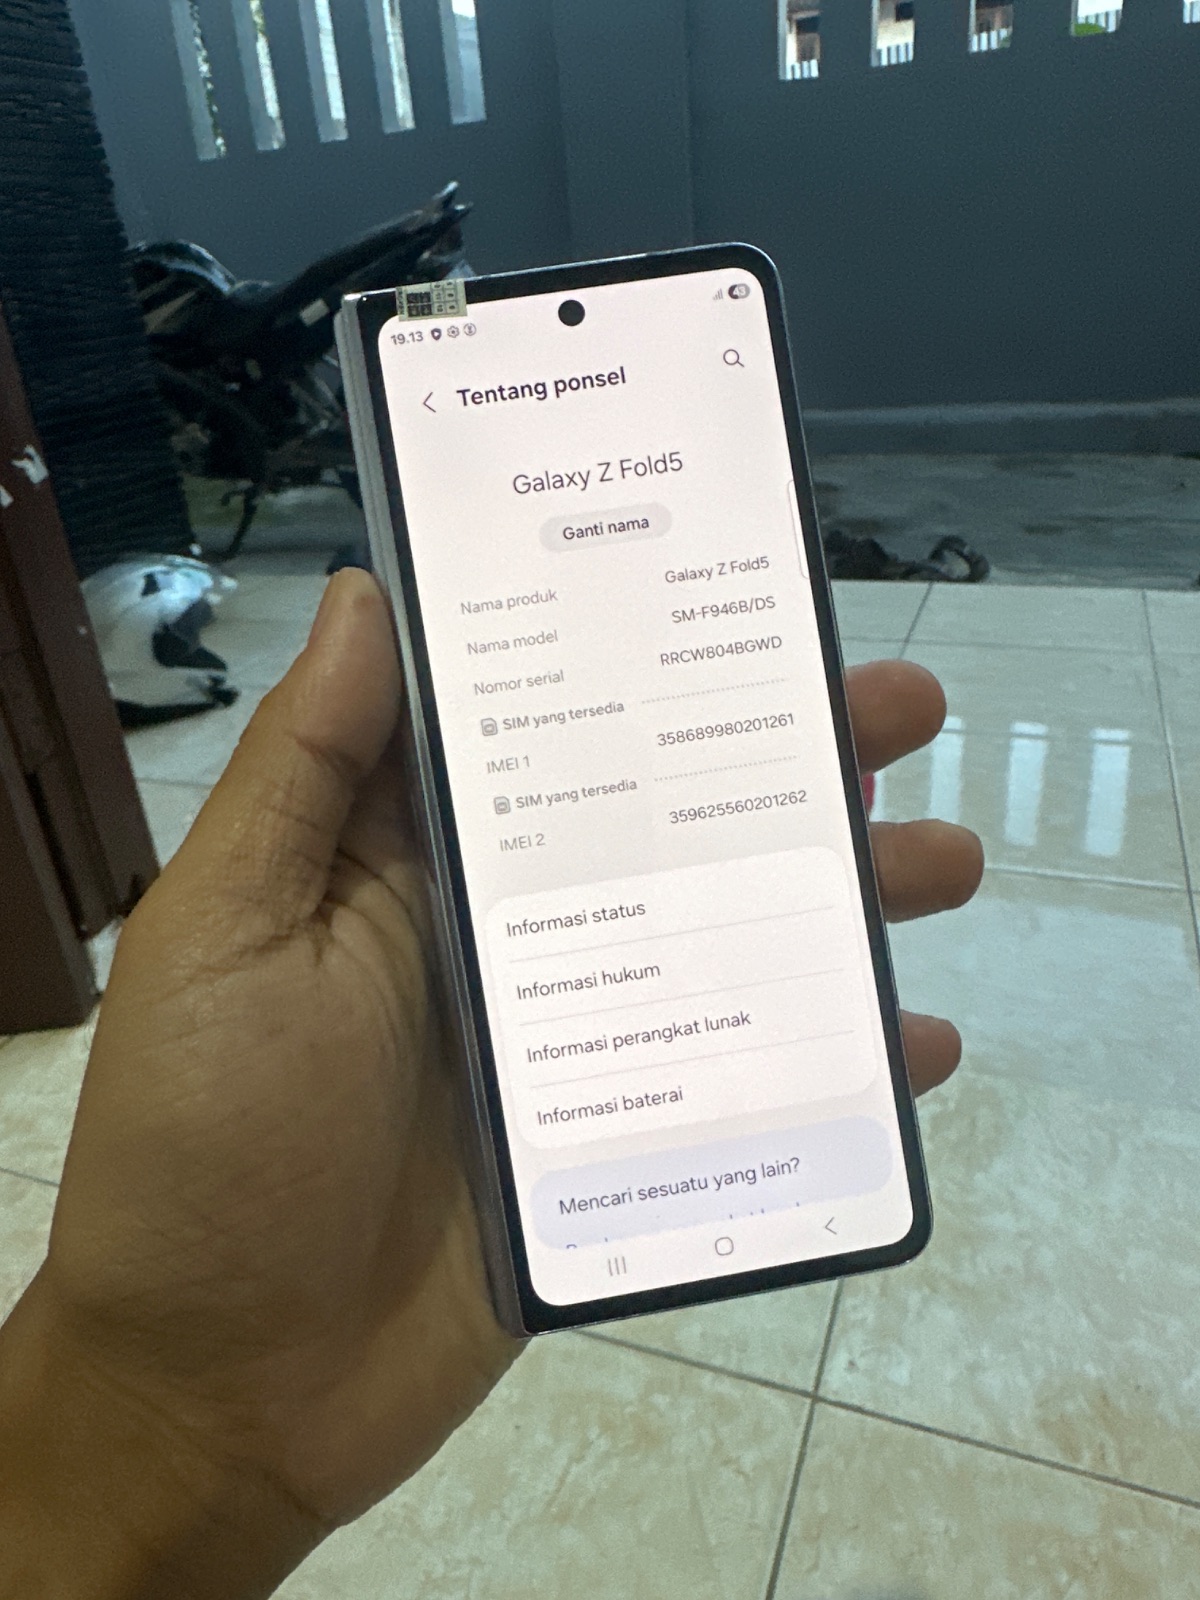 19.13
43
Tentang ponsel
Galaxy Z Fold5
Ganti nama
Nama produk Galaxy Z Fold5
Nama model SM-F946B/DS
Nomor serial RRCW804BGWD
SIM yang tersedia
IMEI 1 358689980201261
SIM yang tersedia
IMEI 2 359625560201262
Informasi status
Informasi hukum
Informasi perangkat lunak
Informasi baterai
Mencari sesuatu yang lain?